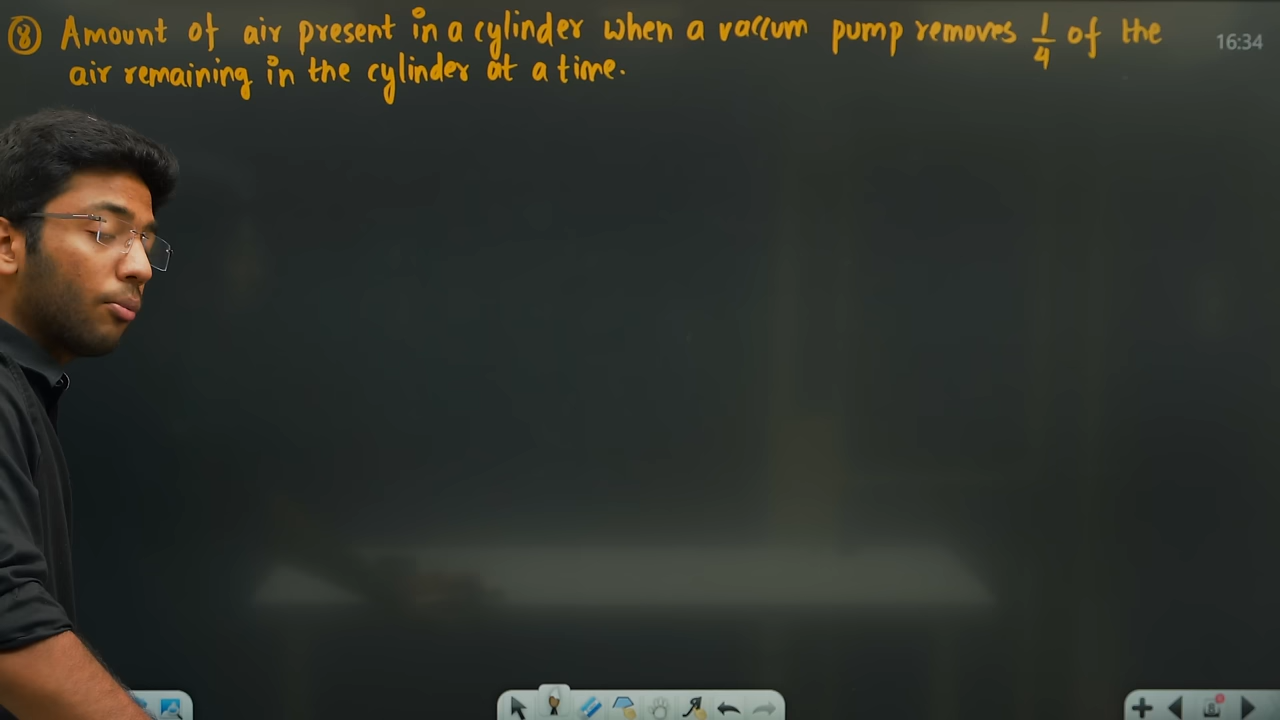 ⑧ Amount of air present in a cylinder when a vaccum pump removes 1/4 of the
air remaining in the cylinder at a time.
16:34